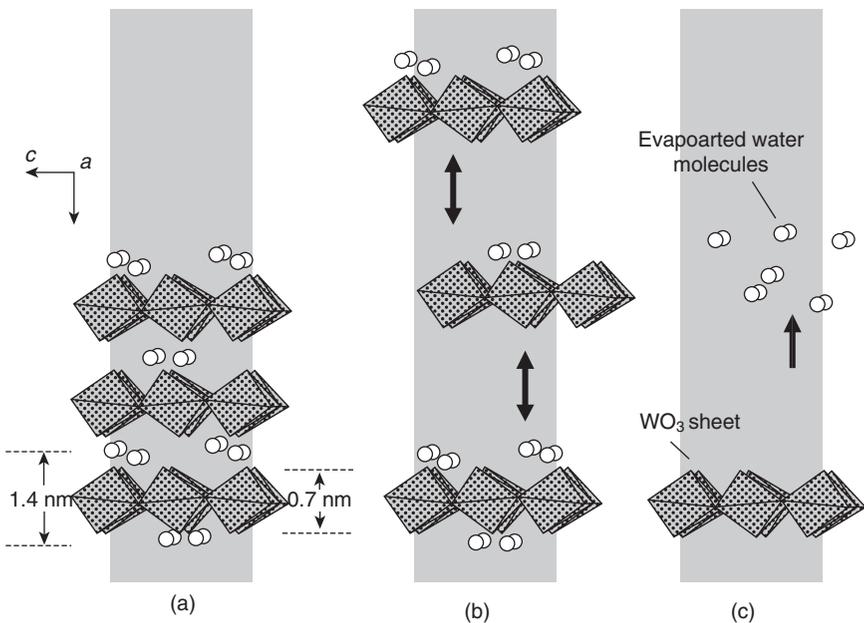 c
a
1.4 nm
0.7 nm
(a)
(b)
Evapoarted water
molecules
WO₃ sheet
(c)